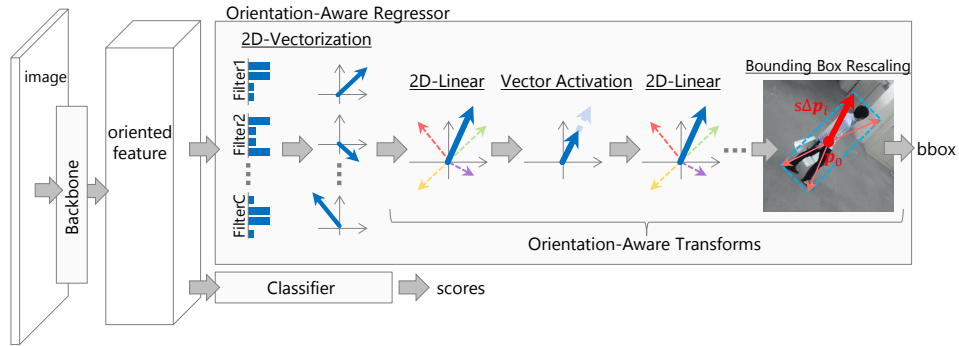 Orientation-Aware Regressor
2D-Vectorization
image
Filter1
2D-Linear
Vector Activation
2D-Linear
Bounding Box Rescaling
sΔp_i
Backbone
oriented
feature
Filter2
p_0
bbox
FilterC
Orientation-Aware Transforms
Classifier
scores